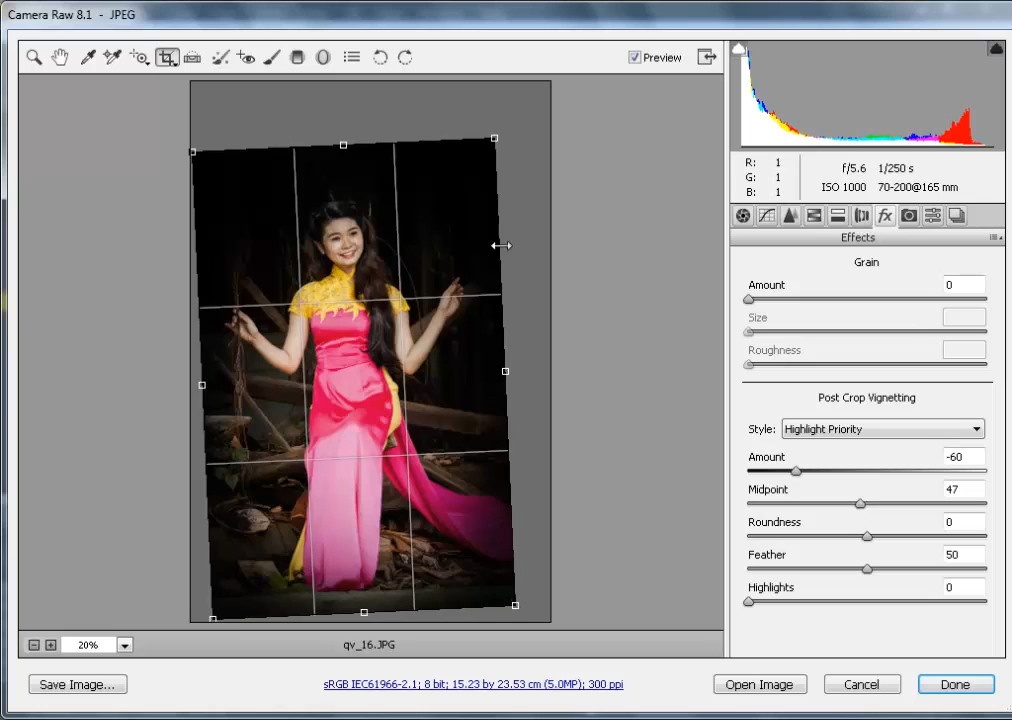 Camera Raw 8.1 - JPEG
Preview
R: 1
G: 1
B: 1
f/5.6 1/250 s
ISO 1000 70-200@165 mm
fx
Effects
Grain
Amount 0
Size
Roughness
Post Crop Vignetting
Style: Highlight Priority
Amount -60
Midpoint 47
Roundness 0
Feather 50
Highlights 0
20%
qv_16.JPG
Save Image...
sRGB IEC61966-2.1; 8 bit; 15.23 by 23.53 cm (5.0MP); 300 ppi
Open Image
Cancel
Done